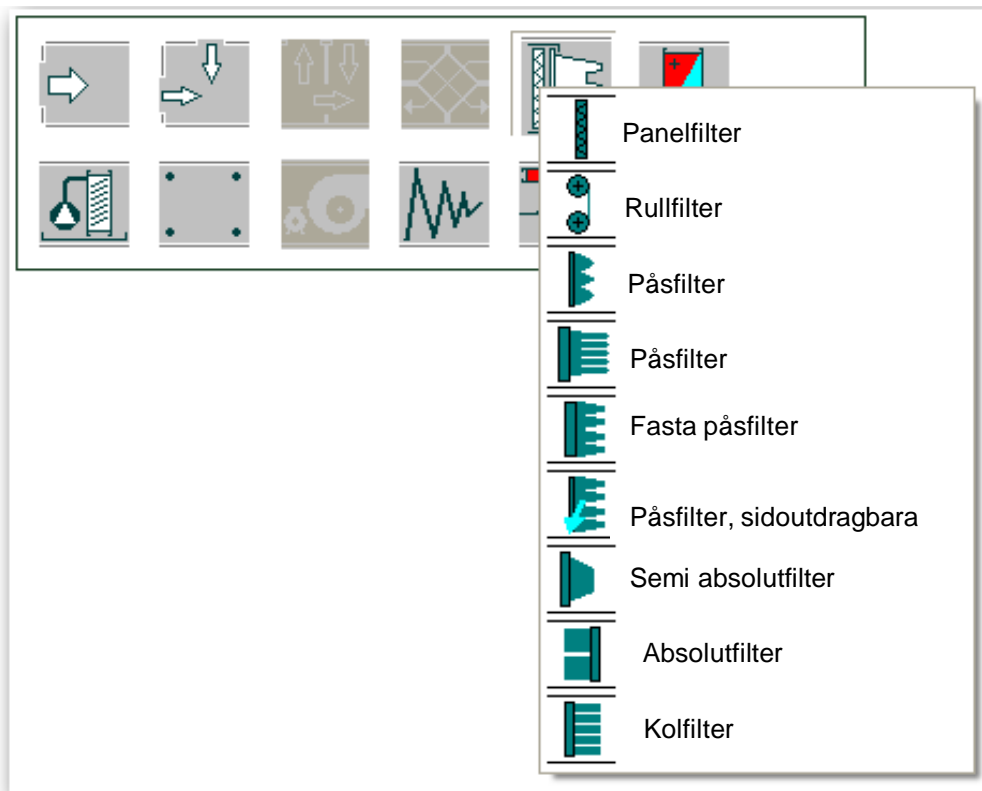 Panelfilter
Rullfilter
Påsfilter
Påsfilter
Fasta påsfilter
Påsfilter, sidoutdragbara
Semi absolutfilter
Absolutfilter
Kolfilter